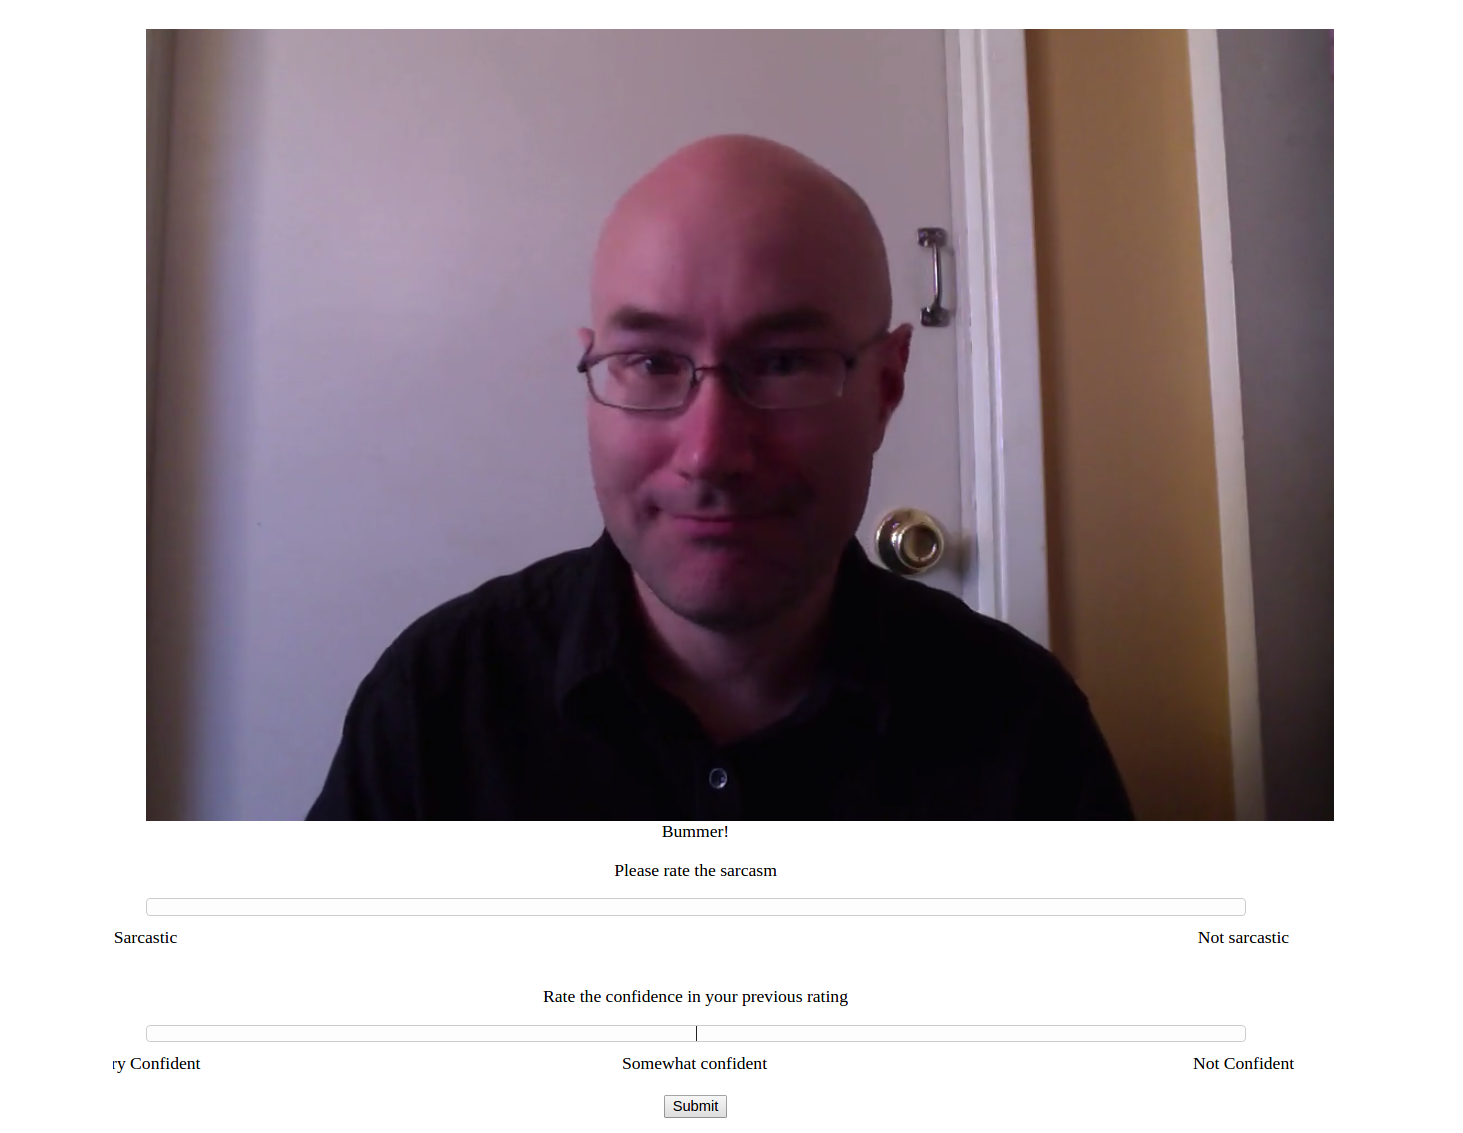 Bummer!
Please rate the sarcasm
Sarcastic
Not sarcastic
Rate the confidence in your previous rating
ry Confident
Somewhat confident
Not Confident
Submit